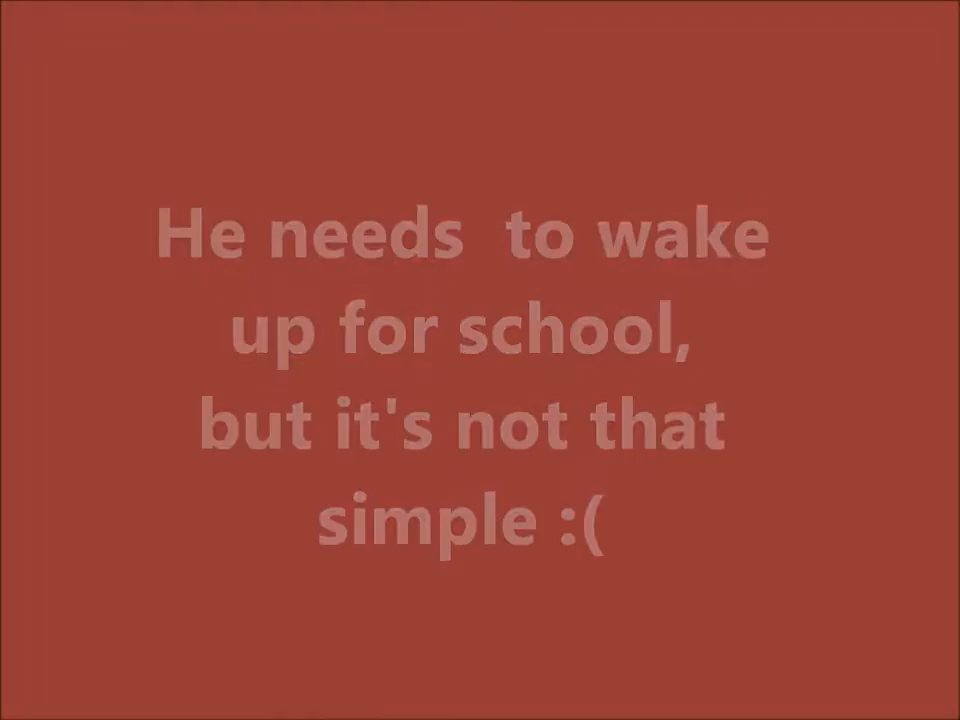 He needs  to wake
up for school,
but it's not that
simple :(